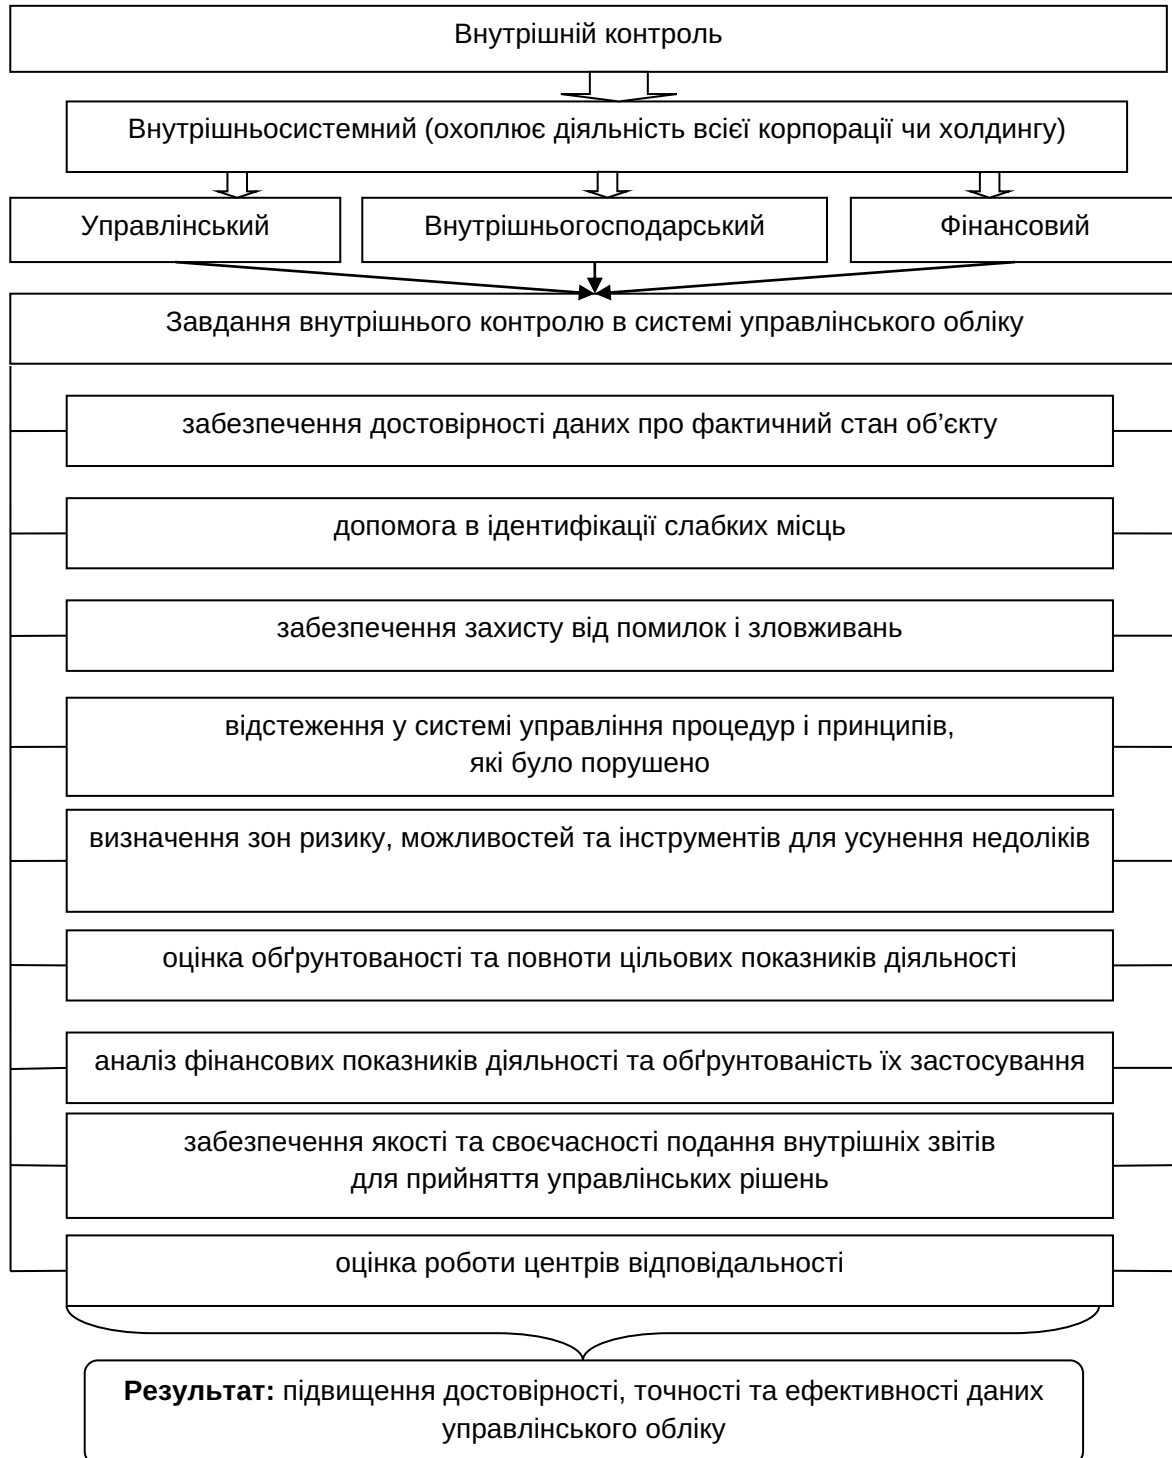 Внутрішній контроль
Внутрішньосистемний (охоплює діяльність всієї корпорації чи холдингу)
Управлінський
Внутрішньогосподарський
Фінансовий
Завдання внутрішнього контролю в системі управлінського обліку
забезпечення достовірності даних про фактичний стан об’єкту
допомога в ідентифікації слабких місць
забезпечення захисту від помилок і зловживань
відстеження у системі управління процедур і принципів,
які було порушено
визначення зон ризику, можливостей та інструментів для усунення недоліків
оцінка обґрунтованості та повноти цільових показників діяльності
аналіз фінансових показників діяльності та обґрунтованість їх застосування
забезпечення якості та своєчасності подання внутрішніх звітів
для прийняття управлінських рішень
оцінка роботи центрів відповідальності
Результат: підвищення достовірності, точності та ефективності даних
управлінського обліку